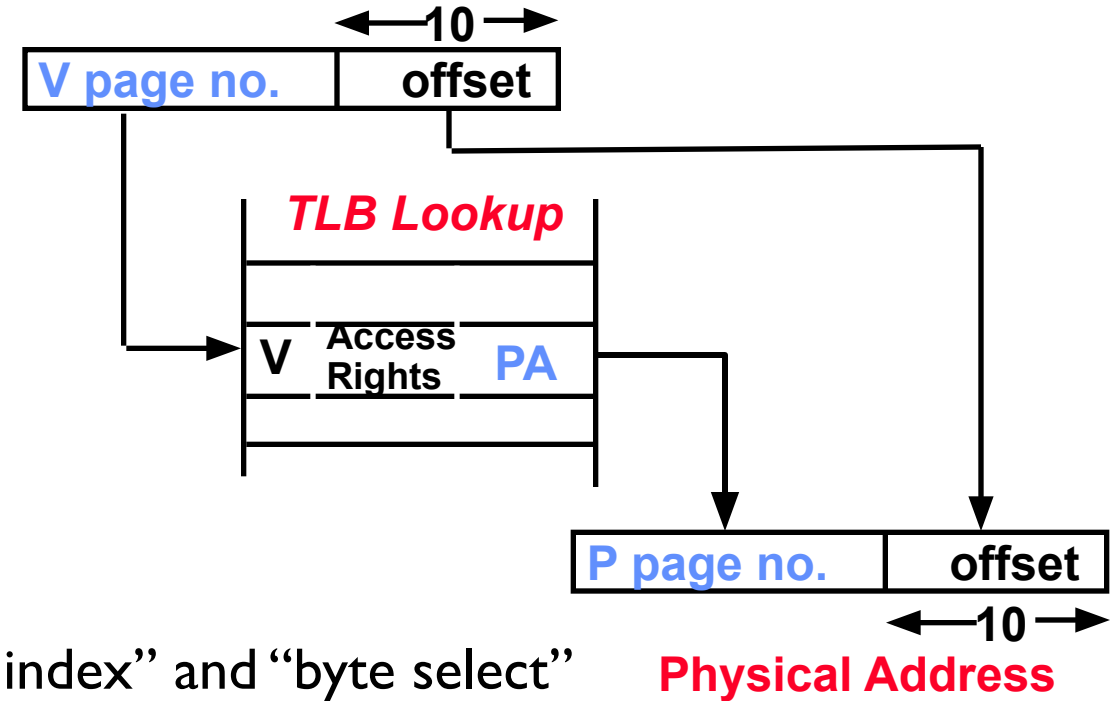 10
V page no. offset
TLB Lookup
V Access Rights PA
P page no. offset
10
index” and “byte select”
Physical Address